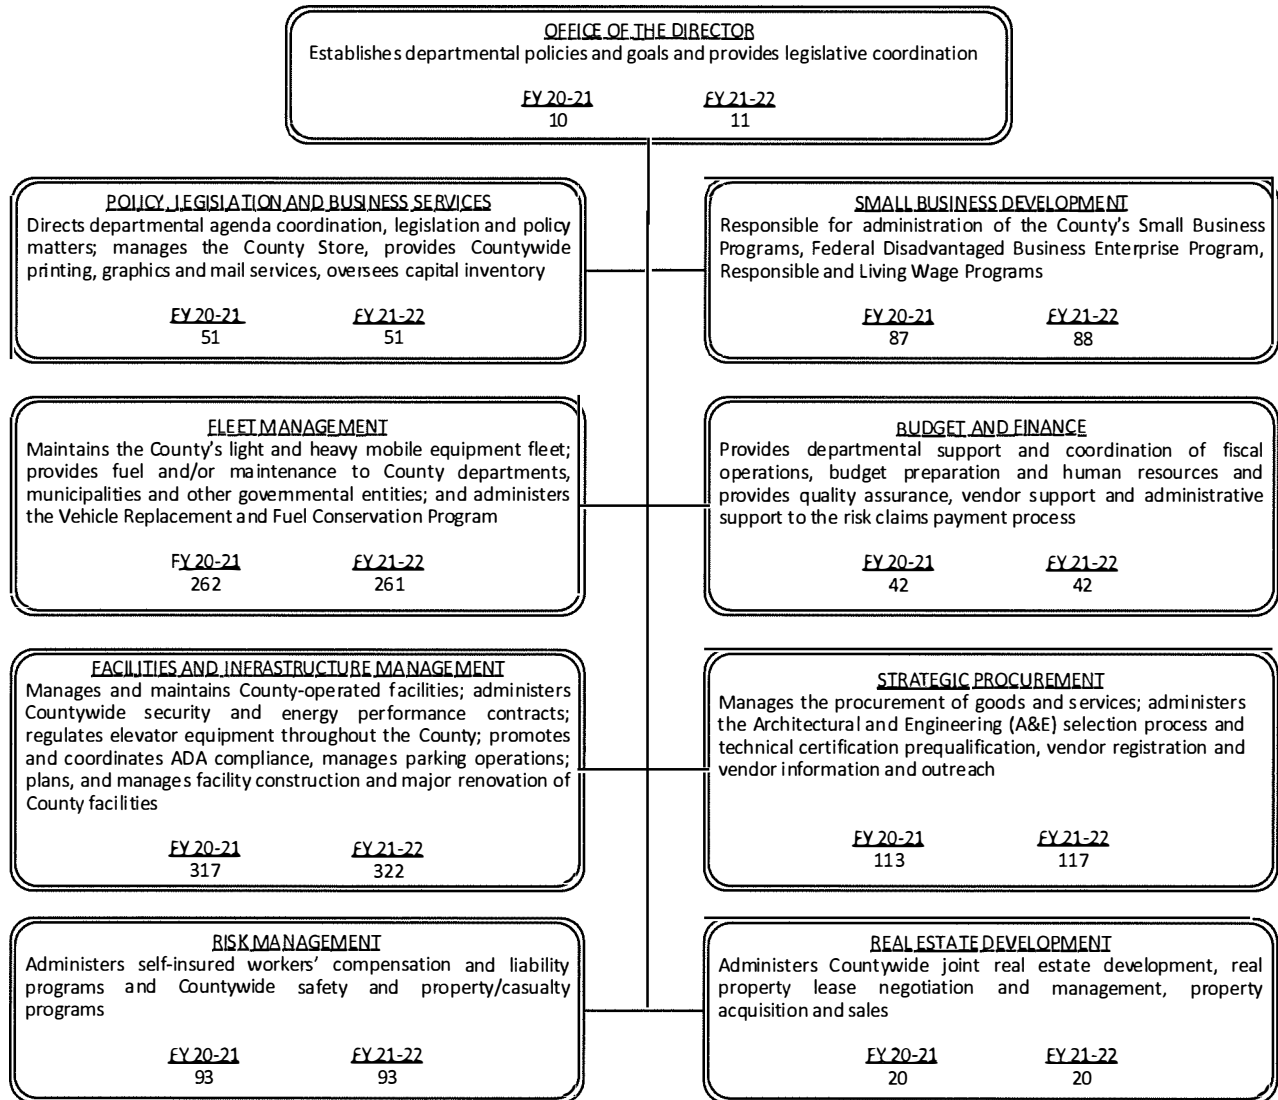 OFFICE OF THE DIRECTOR
Establishes departmental policies and goals and provides legislative coordination
FY 20-21 FY 21-22
10 11
POLICY, LEGISLATION AND BUSINESS SERVICES
Directs departmental agenda coordination, legislation and policy
matters; manages the County Store, provides Countywide
printing, graphics and mail services, oversees capital inventory
FY 20-21 FY 21-22
51 51
SMALL BUSINESS DEVELOPMENT
Responsible for administration of the County's Small Business
Programs, Federal Disadvantaged Business Enterprise Program,
Responsible and Living Wage Programs
FY 20-21 FY 21-22
87 88
FLEET MANAGEMENT
Maintains the County's light and heavy mobile equipment fleet;
provides fuel and/or maintenance to County departments,
municipalities and other governmental entities; and administers
the Vehicle Replacement and Fuel Conservation Program
FY 20-21 FY 21-22
262 261
BUDGET AND FINANCE
Provides departmental support and coordination of fiscal
operations, budget preparation and human resources and
provides quality assurance, vendor support and administrative
support to the risk claims payment process
FY 20-21 FY 21-22
42 42
FACILITIES AND INFRASTRUCTURE MANAGEMENT
Manages and maintains County-operated facilities; administers
Countywide security and energy performance contracts;
regulates elevator equipment throughout the County; promotes
and coordinates ADA compliance, manages parking operations;
plans, and manages facility construction and major renovation of
County facilities
FY 20-21 FY 21-22
317 322
STRATEGIC PROCUREMENT
Manages the procurement of goods and services; administers
the Architectural and Engineering (A&E) selection process and
technical certification prequalification, vendor registration and
vendor information and outreach
FY 20-21 FY 21-22
113 117
RISK MANAGEMENT
Administers self-insured workers' compensation and liability
programs and Countywide safety and property/casualty
programs
FY 20-21 FY 21-22
93 93
REAL ESTATE DEVELOPMENT
Administers Countywide joint real estate development, real
property lease negotiation and management, property
acquisition and sales
FY 20-21 FY 21-22
20 20